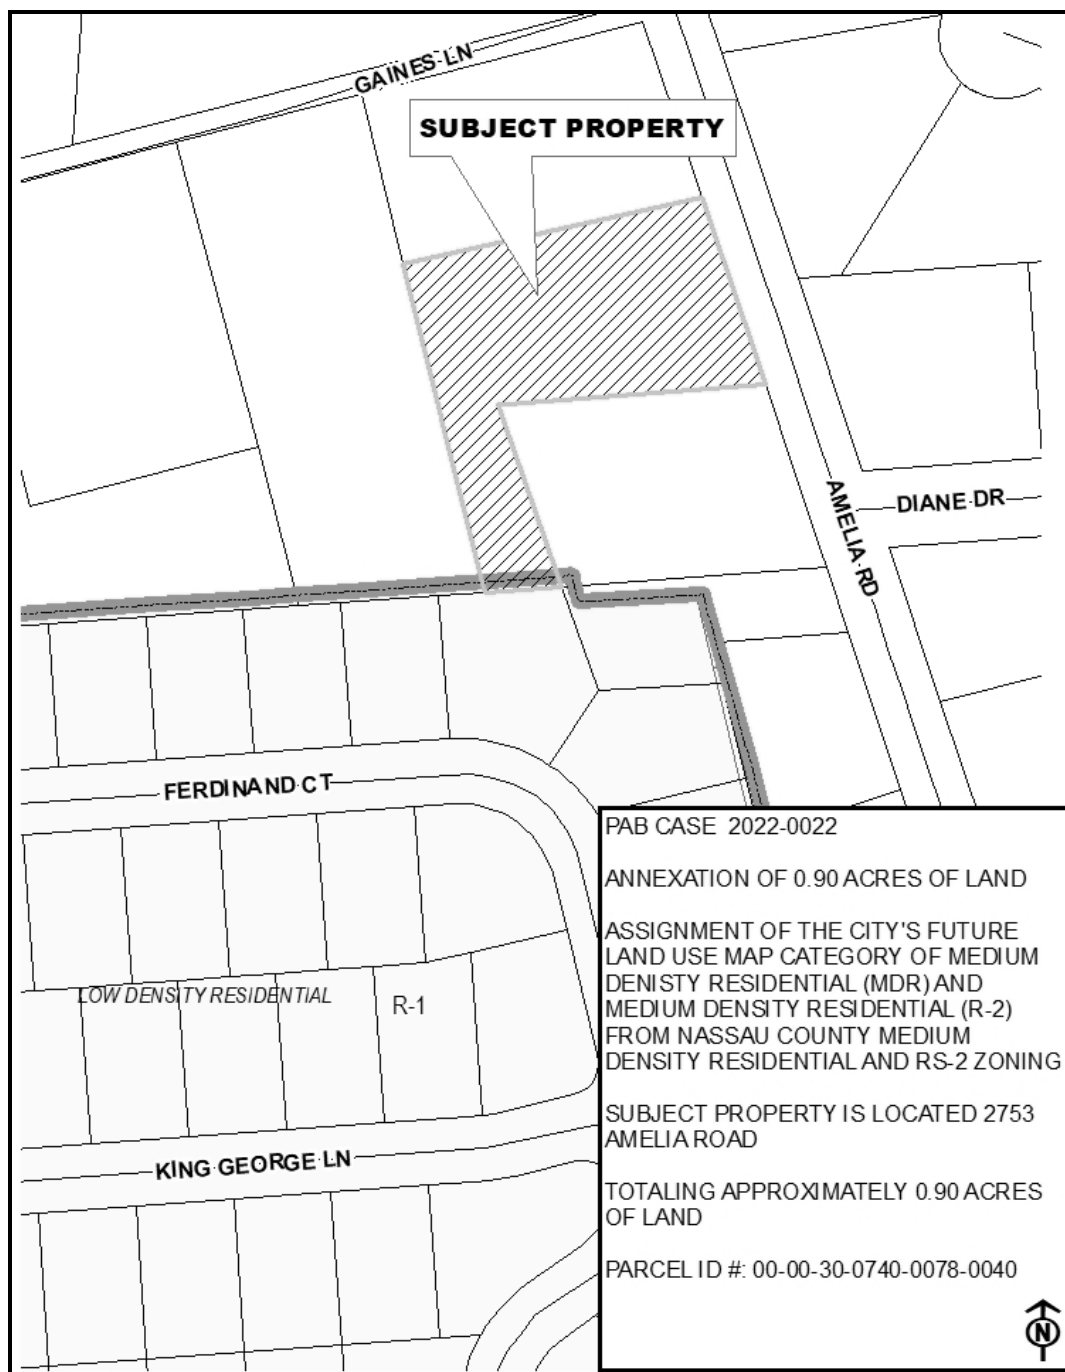 GAINES LN
SUBJECT PROPERTY
AMELIA RD
DIANE DR
FERDINAND CT
LOW DENSITY RESIDENTIAL
R-1
KING GEORGE LN
PAB CASE 2022-0022
ANNEXATION OF 0.90 ACRES OF LAND
ASSIGNMENT OF THE CITY'S FUTURE
LAND USE MAP CATEGORY OF MEDIUM
DENISTY RESIDENTIAL (MDR) AND
MEDIUM DENSITY RESIDENTIAL (R-2)
FROM NASSAU COUNTY MEDIUM
DENSITY RESIDENTIAL AND RS-2 ZONING
SUBJECT PROPERTY IS LOCATED 2753
AMELIA ROAD
TOTALING APPROXIMATELY 0.90 ACRES
OF LAND
PARCEL ID #: 00-00-30-0740-0078-0040
N